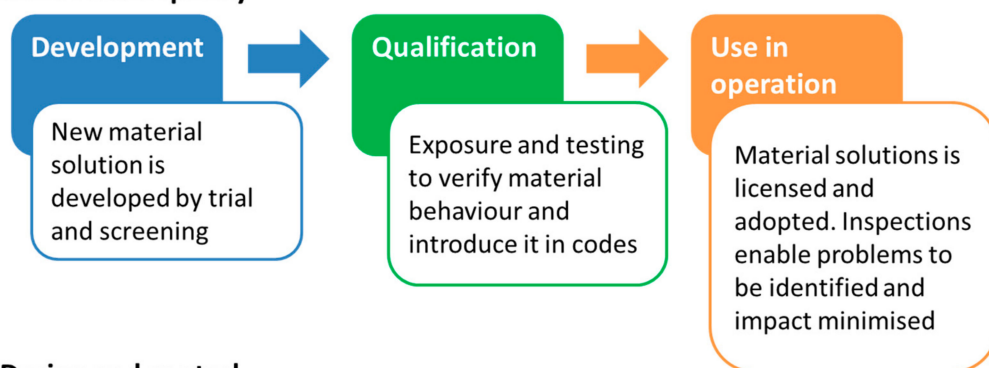 Development
New material
solution is
developed by trial
and screening
Qualification
Exposure and testing
to verify material
behaviour and
introduce it in codes
Use in
operation
Material solutions is
licensed and
adopted. Inspections
enable problems to
be identified and
impact minimised